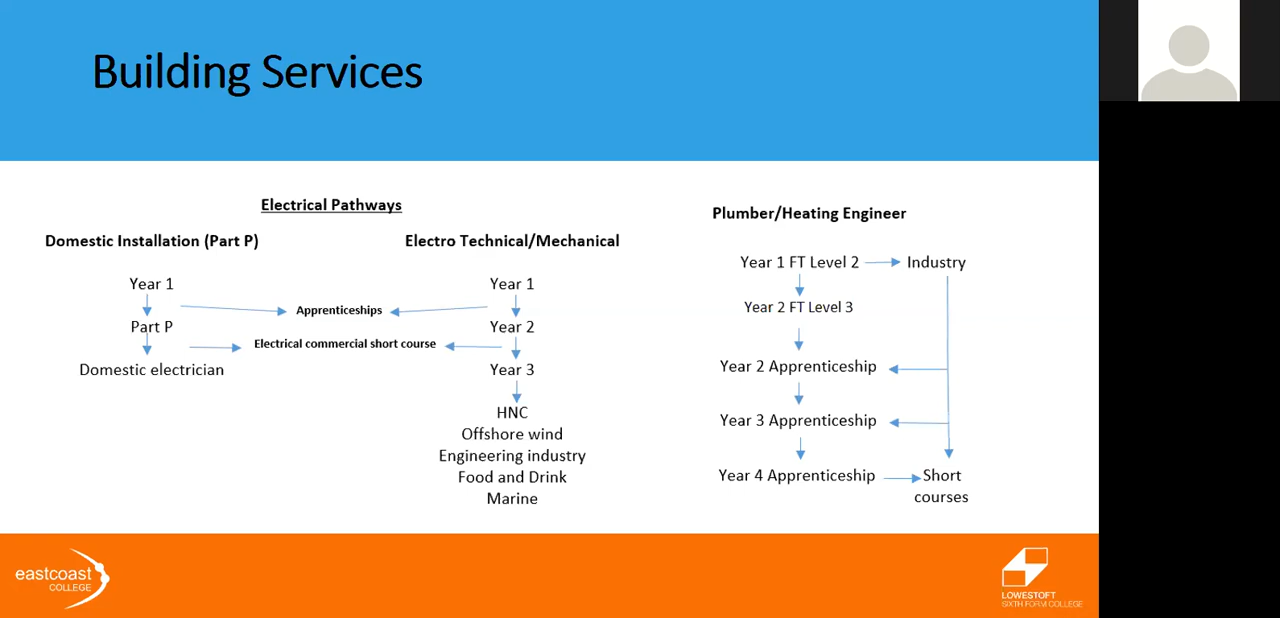 Building Services
Electrical Pathways
Domestic Installation (Part P)
Electro Technical/Mechanical
Year 1
Year 1
Apprenticeships
Part P
Year 2
Electrical commercial short course
Domestic electrician
Year 3
HNC
Offshore wind
Engineering industry
Food and Drink
Marine
Plumber/Heating Engineer
Year 1 FT Level 2
Industry
Year 2 FT Level 3
Year 2 Apprenticeship
Year 3 Apprenticeship
Year 4 Apprenticeship
Short
courses
eastcoast
COLLEGE
LOWESTOFT
SIXTH FORM COLLEGE